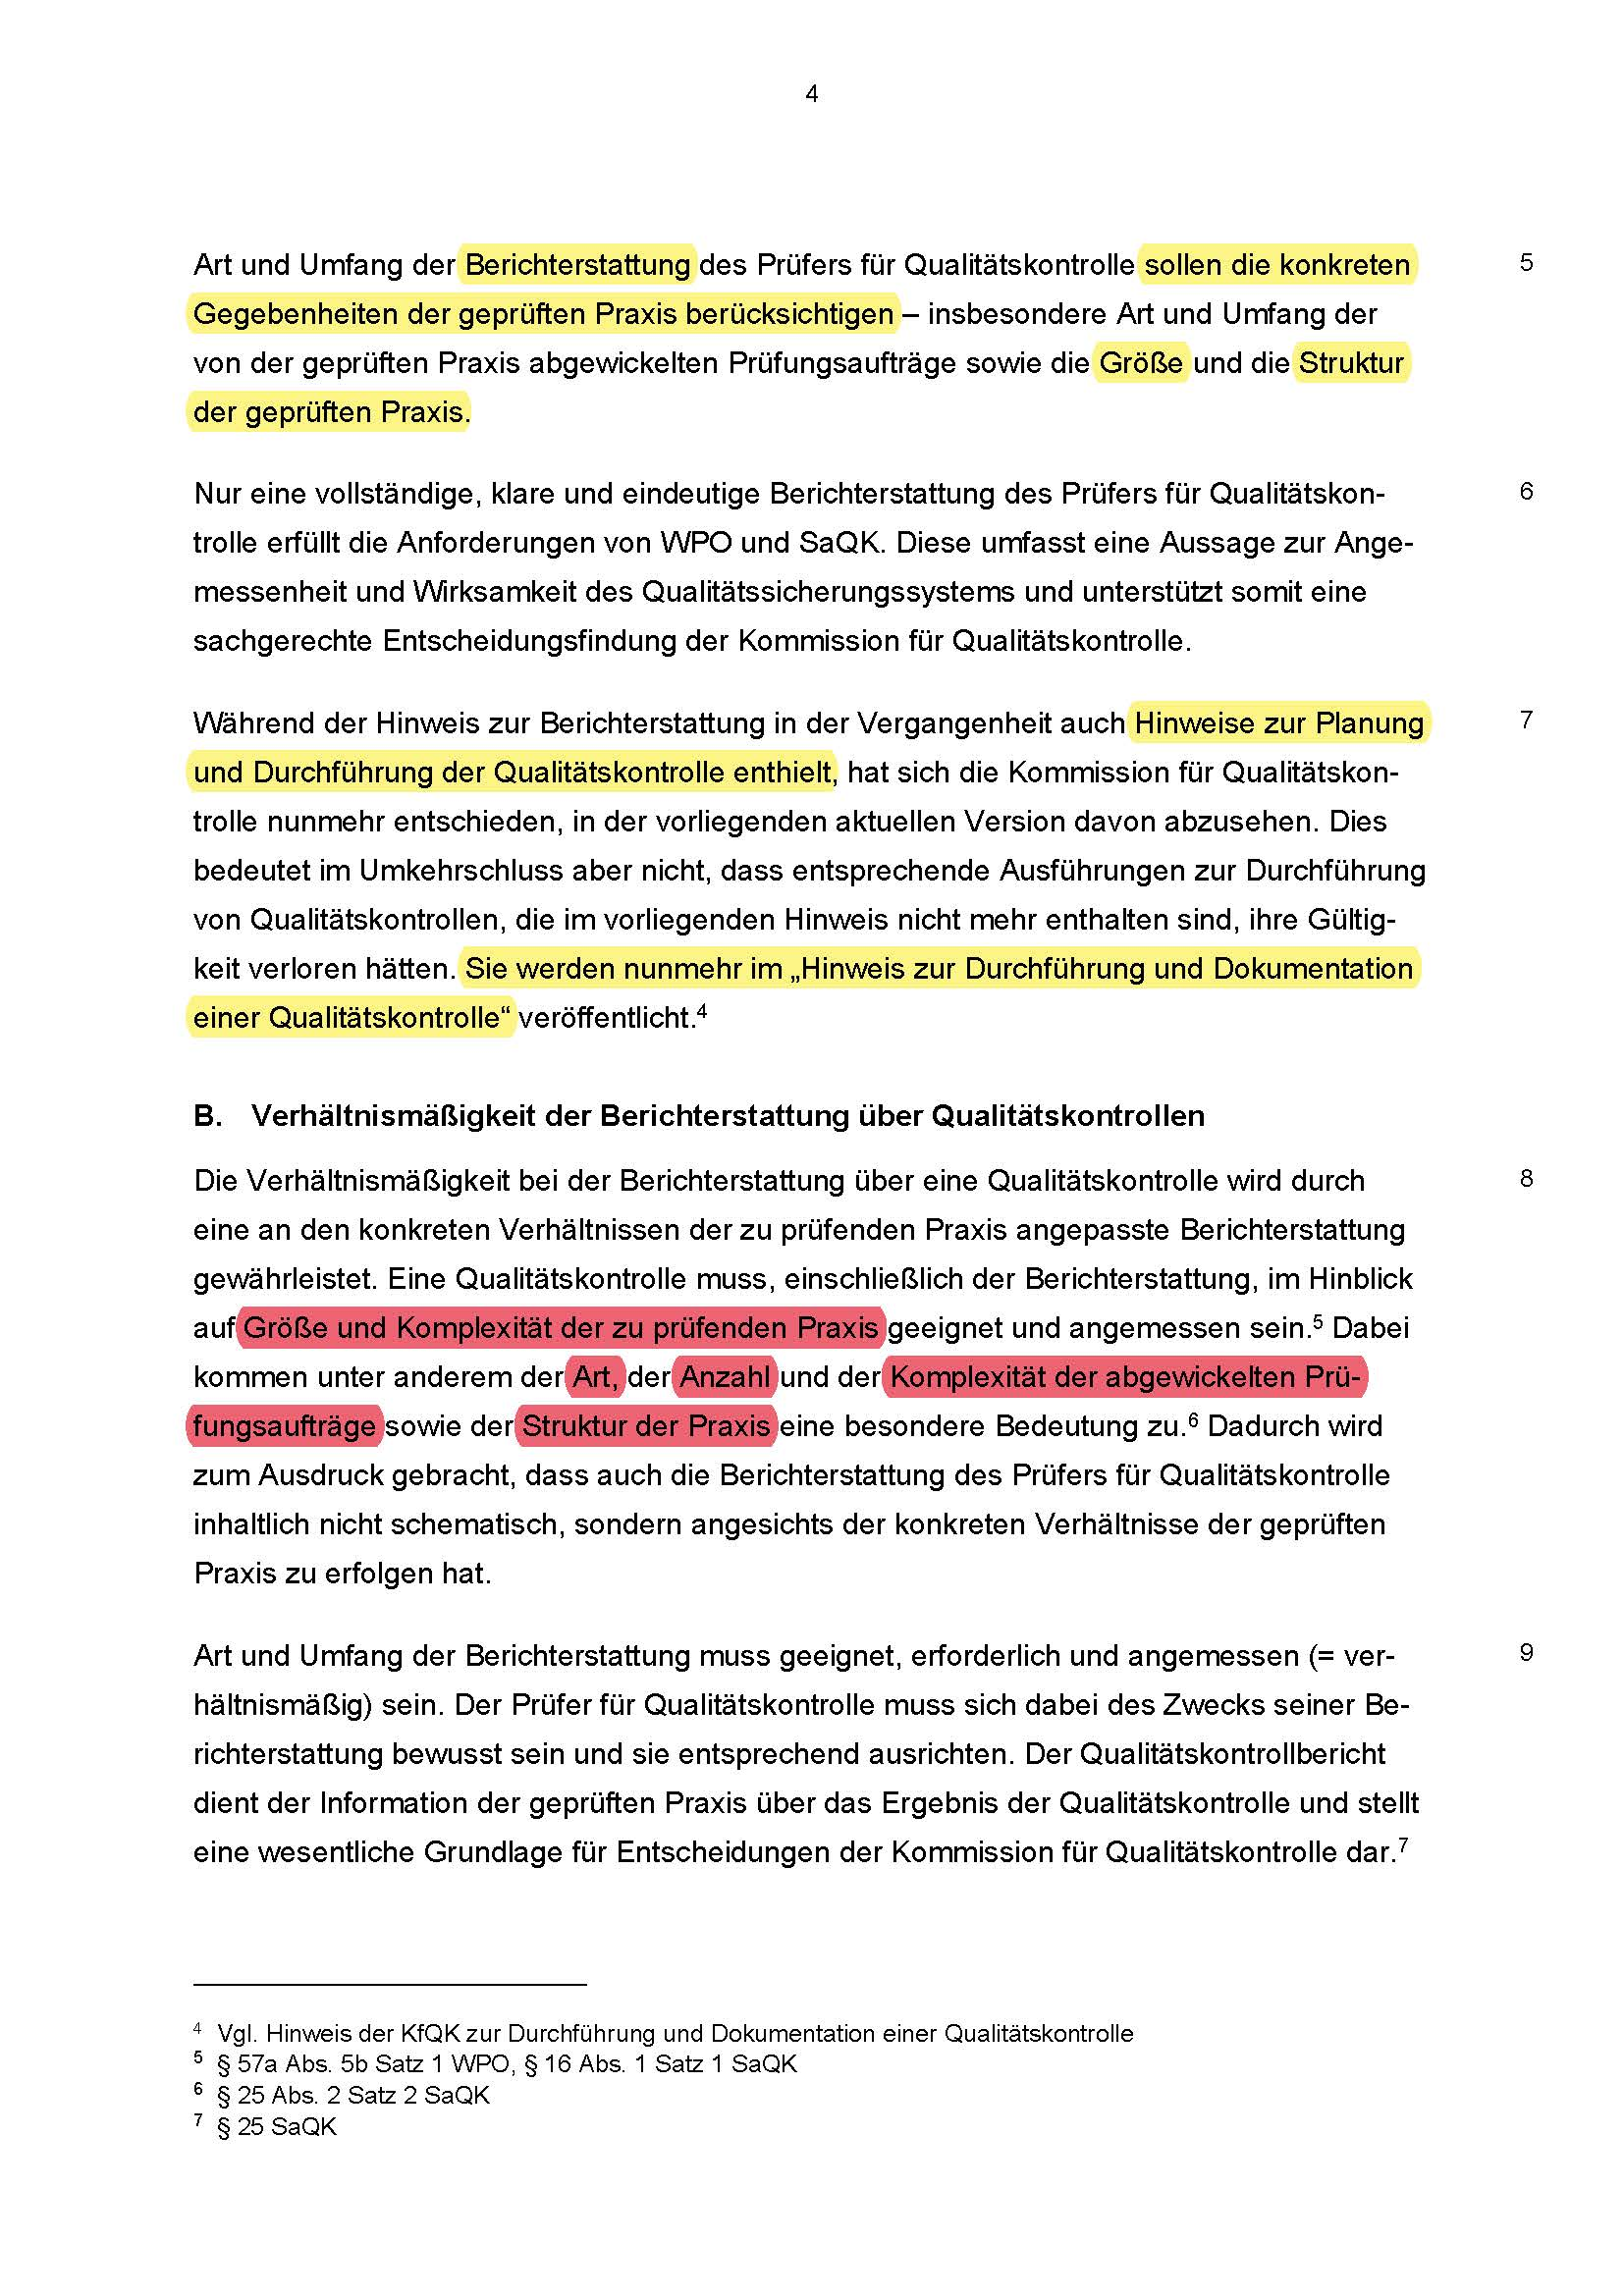 4
Art und Umfang der Berichterstattung des Prüfers für Qualitätskontrolle sollen die konkreten 5
Gegebenheiten der geprüften Praxis berücksichtigen – insbesondere Art und Umfang der
von der geprüften Praxis abgewickelten Prüfungsaufträge sowie die Größe und die Struktur
der geprüften Praxis.
Nur eine vollständige, klare und eindeutige Berichterstattung des Prüfers für Qualitätskon- 6
trolle erfüllt die Anforderungen von WPO und SaQK. Diese umfasst eine Aussage zur Ange-
messenheit und Wirksamkeit des Qualitätssicherungssystems und unterstützt somit eine
sachgerechte Entscheidungsfindung der Kommission für Qualitätskontrolle.
Während der Hinweis zur Berichterstattung in der Vergangenheit auch Hinweise zur Planung 7
und Durchführung der Qualitätskontrolle enthielt, hat sich die Kommission für Qualitätskon-
trolle nunmehr entschieden, in der vorliegenden aktuellen Version davon abzusehen. Dies
bedeutet im Umkehrschluss aber nicht, dass entsprechende Ausführungen zur Durchführung
von Qualitätskontrollen, die im vorliegenden Hinweis nicht mehr enthalten sind, ihre Gültig-
keit verloren hätten. Sie werden nunmehr im „Hinweis zur Durchführung und Dokumentation
einer Qualitätskontrolle“ veröffentlicht.4
B. Verhältnismäßigkeit der Berichterstattung über Qualitätskontrollen
Die Verhältnismäßigkeit bei der Berichterstattung über eine Qualitätskontrolle wird durch 8
eine an den konkreten Verhältnissen der zu prüfenden Praxis angepasste Berichterstattung
gewährleistet. Eine Qualitätskontrolle muss, einschließlich der Berichterstattung, im Hinblick
auf Größe und Komplexität der zu prüfenden Praxis geeignet und angemessen sein.5 Dabei
kommen unter anderem der Art, der Anzahl und der Komplexität der abgewickelten Prü-
fungsaufträge sowie der Struktur der Praxis eine besondere Bedeutung zu.6 Dadurch wird
zum Ausdruck gebracht, dass auch die Berichterstattung des Prüfers für Qualitätskontrolle
inhaltlich nicht schematisch, sondern angesichts der konkreten Verhältnisse der geprüften
Praxis zu erfolgen hat.
Art und Umfang der Berichterstattung muss geeignet, erforderlich und angemessen (= ver- 9
hältnismäßig) sein. Der Prüfer für Qualitätskontrolle muss sich dabei des Zwecks seiner Be-
richterstattung bewusst sein und sie entsprechend ausrichten. Der Qualitätskontrollbericht
dient der Information der geprüften Praxis über das Ergebnis der Qualitätskontrolle und stellt
eine wesentliche Grundlage für Entscheidungen der Kommission für Qualitätskontrolle dar.7
4 Vgl. Hinweis der KfQK zur Durchführung und Dokumentation einer Qualitätskontrolle
5 § 57a Abs. 5b Satz 1 WPO, § 16 Abs. 1 Satz 1 SaQK
6 § 25 Abs. 2 Satz 2 SaQK
7 § 25 SaQK